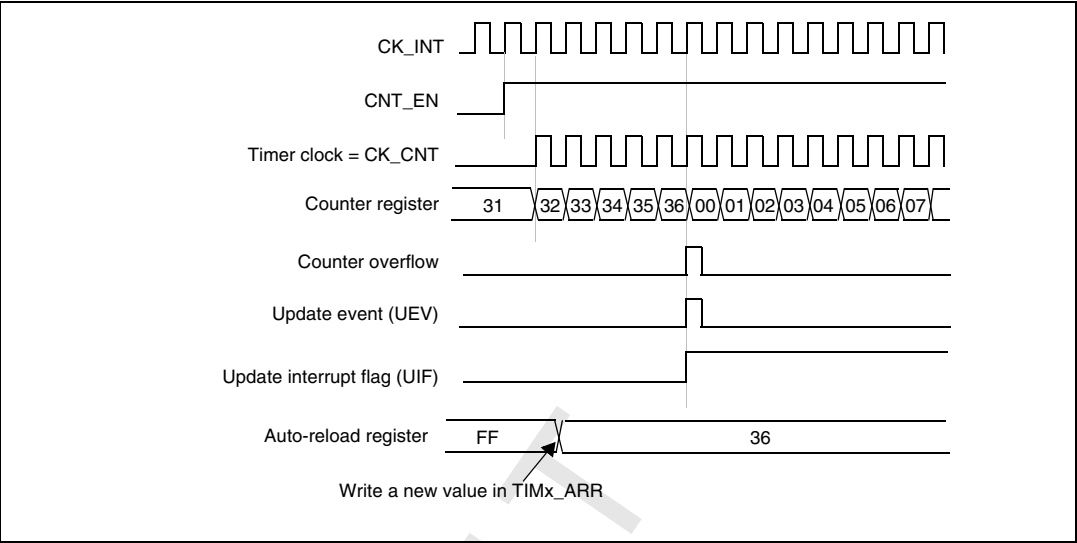 CK_INT
CNT_EN
Timer clock = CK_CNT
Counter register 31 32 33 34 35 36 00 01 02 03 04 05 06 07
Counter overflow
Update event (UEV)
Update interrupt flag (UIF)
Auto-reload register FF 36
Write a new value in TIMx_ARR